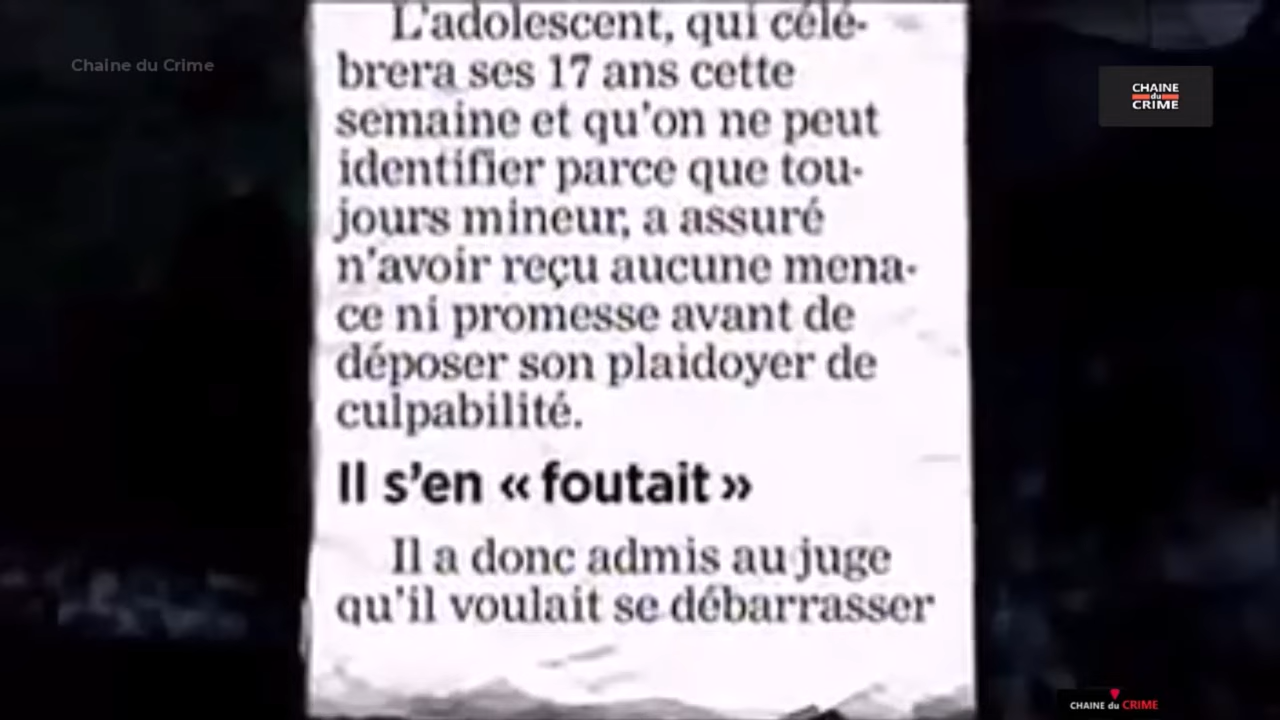 L'adolescent, qui célé-
brera ses 17 ans cette
semaine et qu'on ne peut
identifier parce que tou-
jours mineur, a assuré
n'avoir reçu aucune mena-
ce ni promesse avant de
déposer son plaidoyer de
culpabilité.
Il s'en « foutait »
Il a donc admis au juge
qu'il voulait se débarrasser
Chaine du Crime
CHAINE
du
CRIME
CHAINE du CRIME